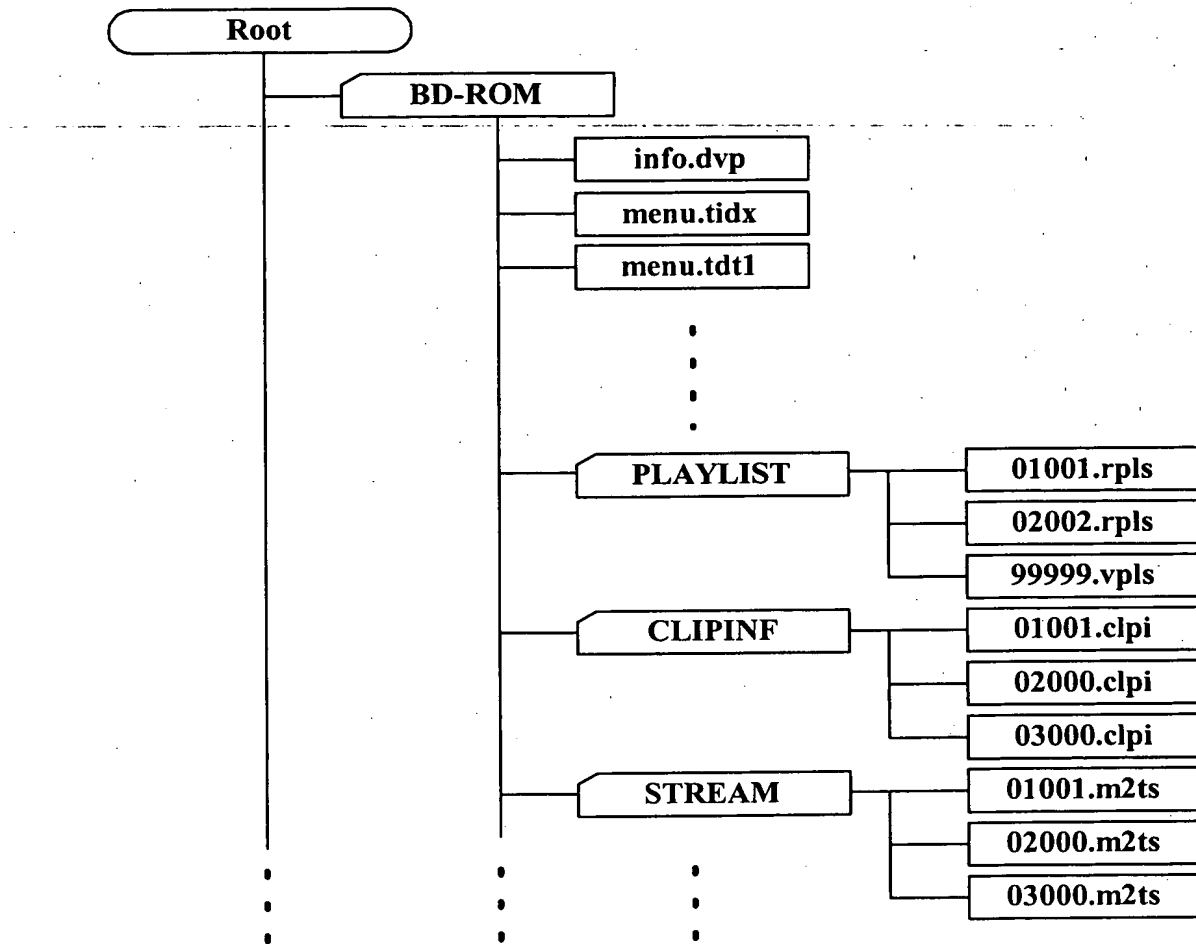 Root
BD-ROM
info.dvp
menu.tidx
menu.tdt1
PLAYLIST
01001.rpls
02002.rpls
99999.vpls
CLIPINF
01001.clpi
02000.clpi
03000.clpi
STREAM
01001.m2ts
02000.m2ts
03000.m2ts